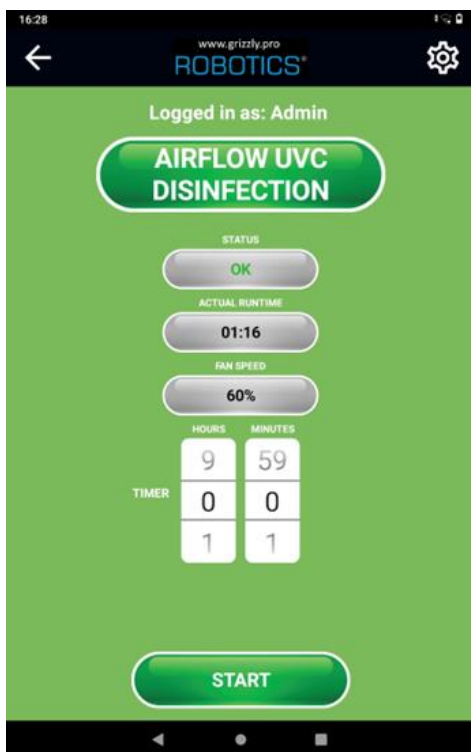 16:28
www.grizzly.pro
ROBOTICS®
Logged in as: Admin
AIRFLOW UVC
DISINFECTION
STATUS
OK
ACTUAL RUNTIME
01:16
FAN SPEED
60%
HOURS MINUTES
9 59
TIMER 0 0
1 1
START